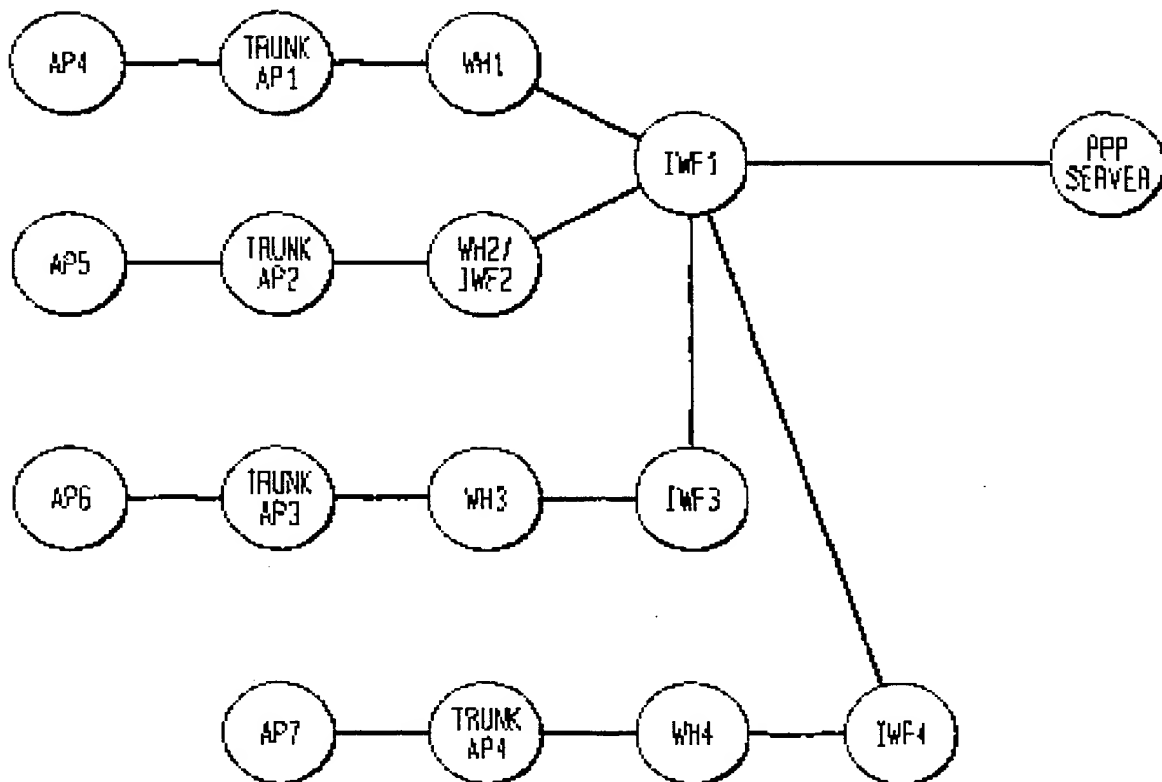 AP4
TRUNK
AP1
WH1
IWF1
PPP
SERVER
AP5
TRUNK
AP2
WH2/
IWF2
AP6
TRUNK
AP3
WH3
IWF3
AP7
TRUNK
AP4
WH4
IWF4